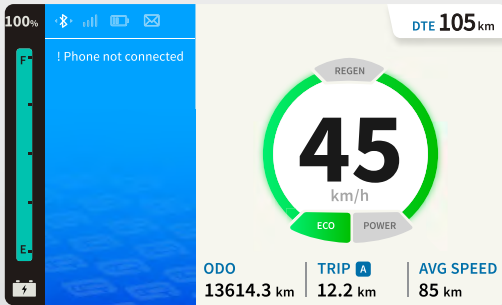 100%
F
E
! Phone not connected
DTE 105 km
REGEN
45
km/h
ECO
POWER
ODO
13614.3 km
TRIP A
12.2 km
AVG SPEED
85 km